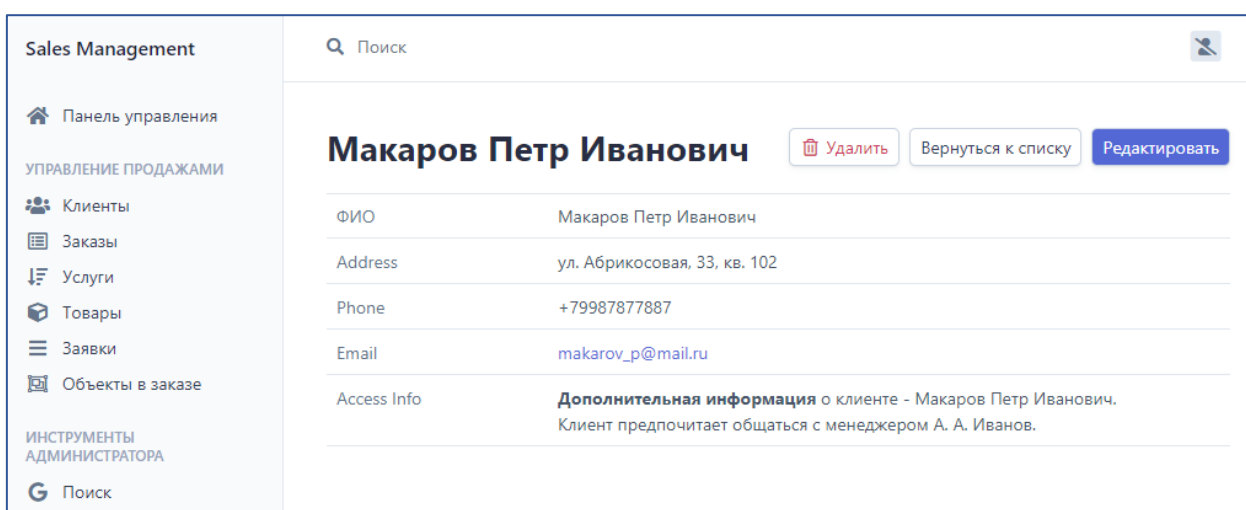 Sales Management
Поиск
Панель управления
УПРАВЛЕНИЕ ПРОДАЖАМИ
Клиенты
Заказы
Услуги
Товары
Заявки
Объекты в заказе
ИНСТРУМЕНТЫ
АДМИНИСТРАТОРА
Поиск
Макаров Петр Иванович
Удалить
Вернуться к списку
Редактировать
ФИО Макаров Петр Иванович
Address ул. Абрикосовая, 33, кв. 102
Phone +79987877887
Email makarov_p@mail.ru
Access Info Дополнительная информация о клиенте - Макаров Петр Иванович.
Клиент предпочитает общаться с менеджером А. А. Иванов.